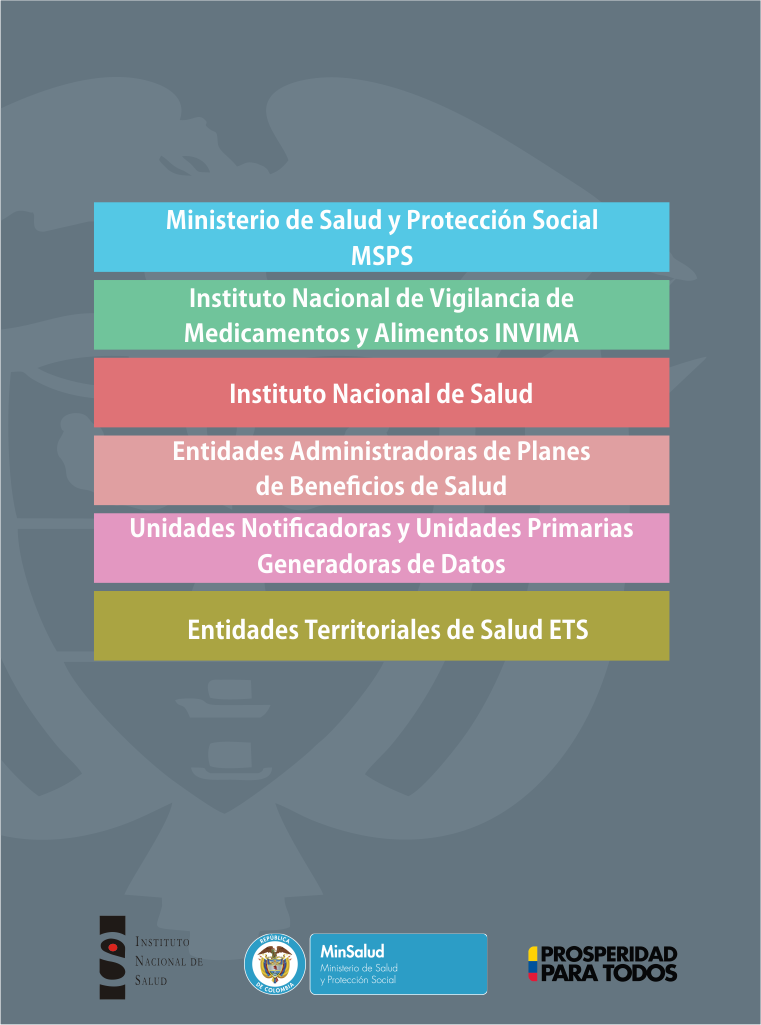 Ministerio de Salud y Protección Social
MSPS
Instituto Nacional de Vigilancia de
Medicamentos y Alimentos INVIMA
Instituto Nacional de Salud
Entidades Administradoras de Planes
de Beneficios de Salud
Unidades Notificadoras y Unidades Primarias
Generadoras de Datos
Entidades Territoriales de Salud ETS
INSTITUTO
NACIONAL DE
SALUD
REPÚBLICA
DE COLOMBIA
MinSalud
Ministerio de Salud
y Protección Social
PROSPERIDAD
PARA TODOS